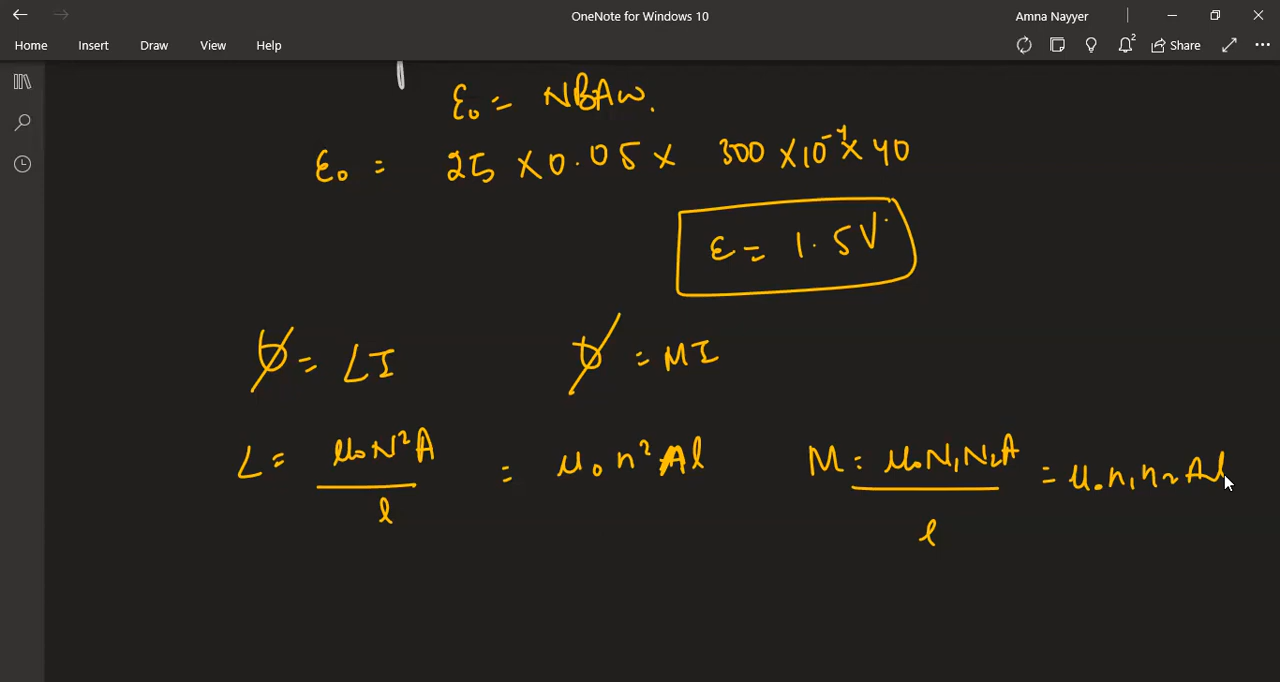 OneNote for Windows 10
Amna Nayyer
Home Insert Draw View Help
2 Share
ε₀ = NBAω.
ε₀ = 25 × 0.05 × 300 × 10⁻⁴ × 40
ε = 1.5V
ϕ = LI ϕ = MI
L = μ₀N²A / l = μ₀n²Al M = μ₀N₁N₂A / l = μ₀n₁n₂Al